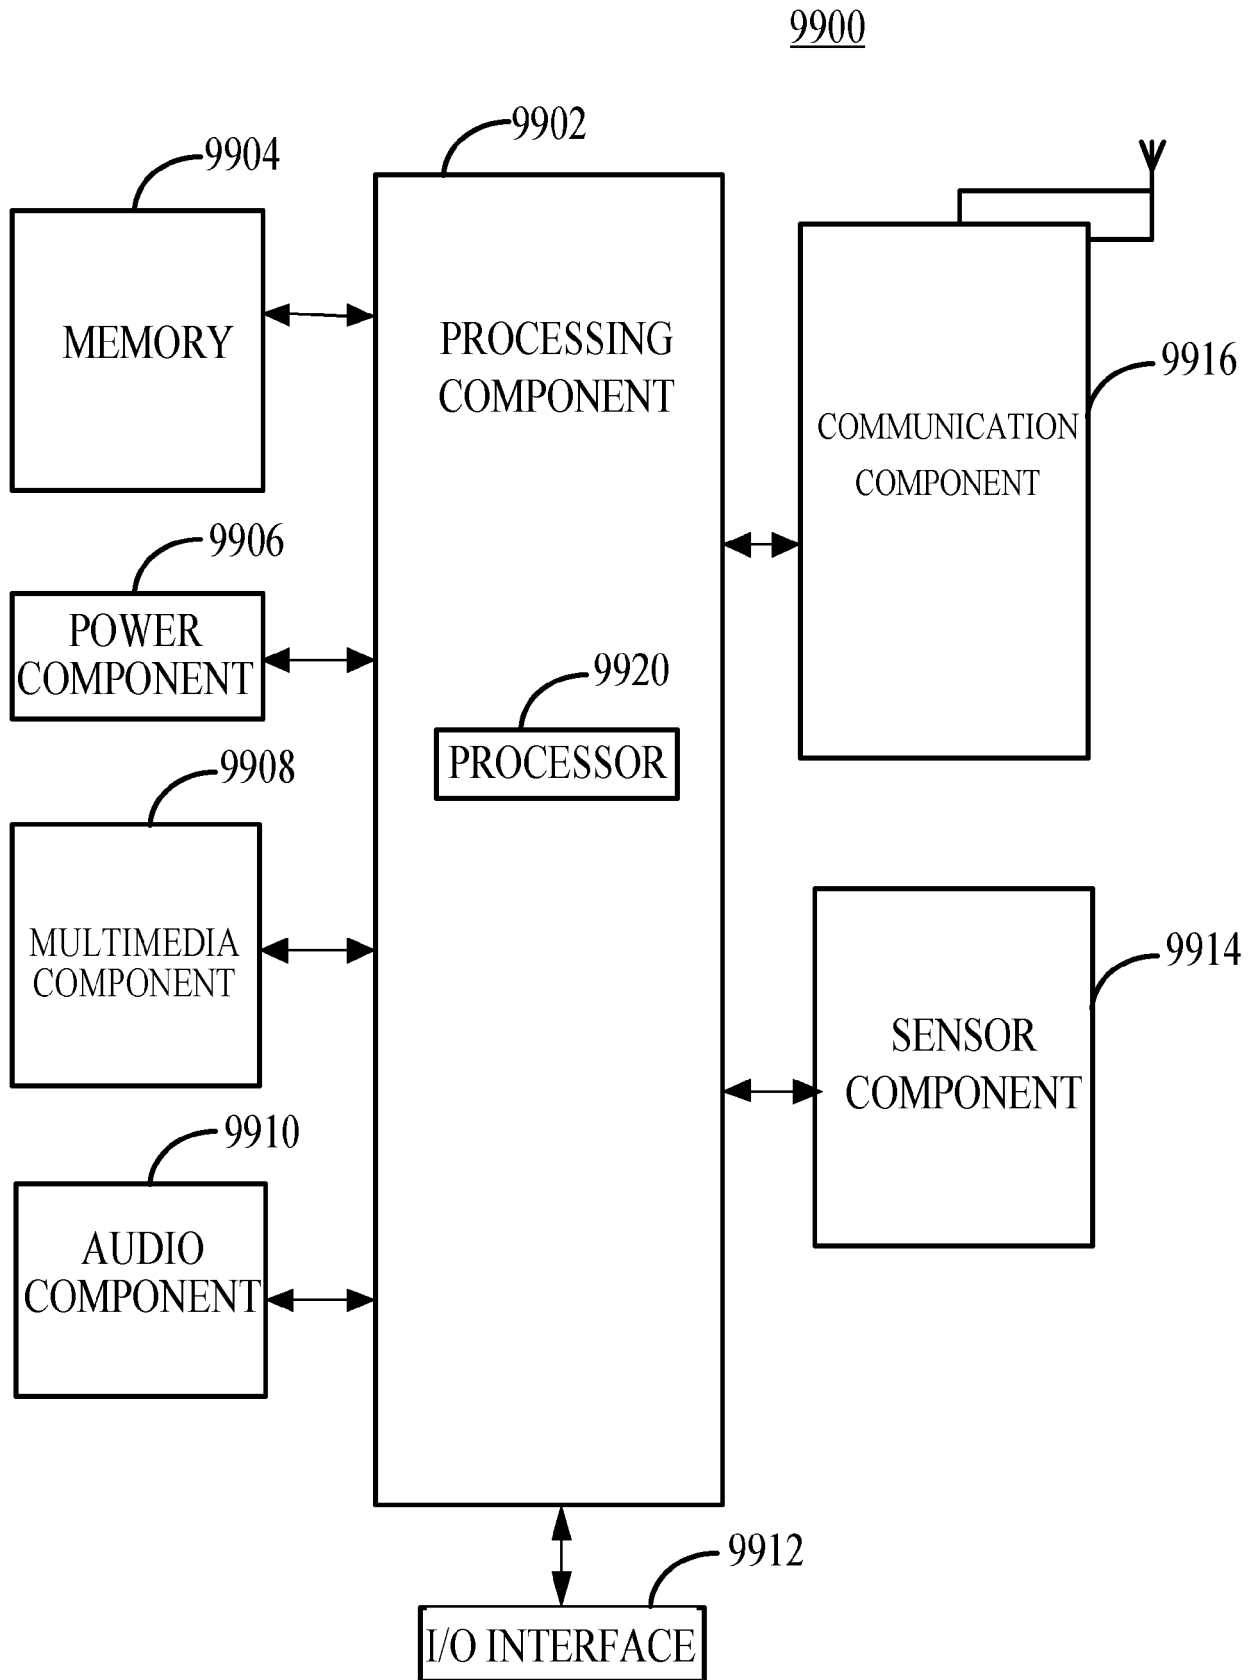 9900
9902
9904
MEMORY
PROCESSING
COMPONENT
9916
COMMUNICATION
COMPONENT
9906
POWER
COMPONENT
9920
PROCESSOR
9908
MULTIMEDIA
COMPONENT
9914
SENSOR
COMPONENT
9910
AUDIO
COMPONENT
9912
I/O INTERFACE